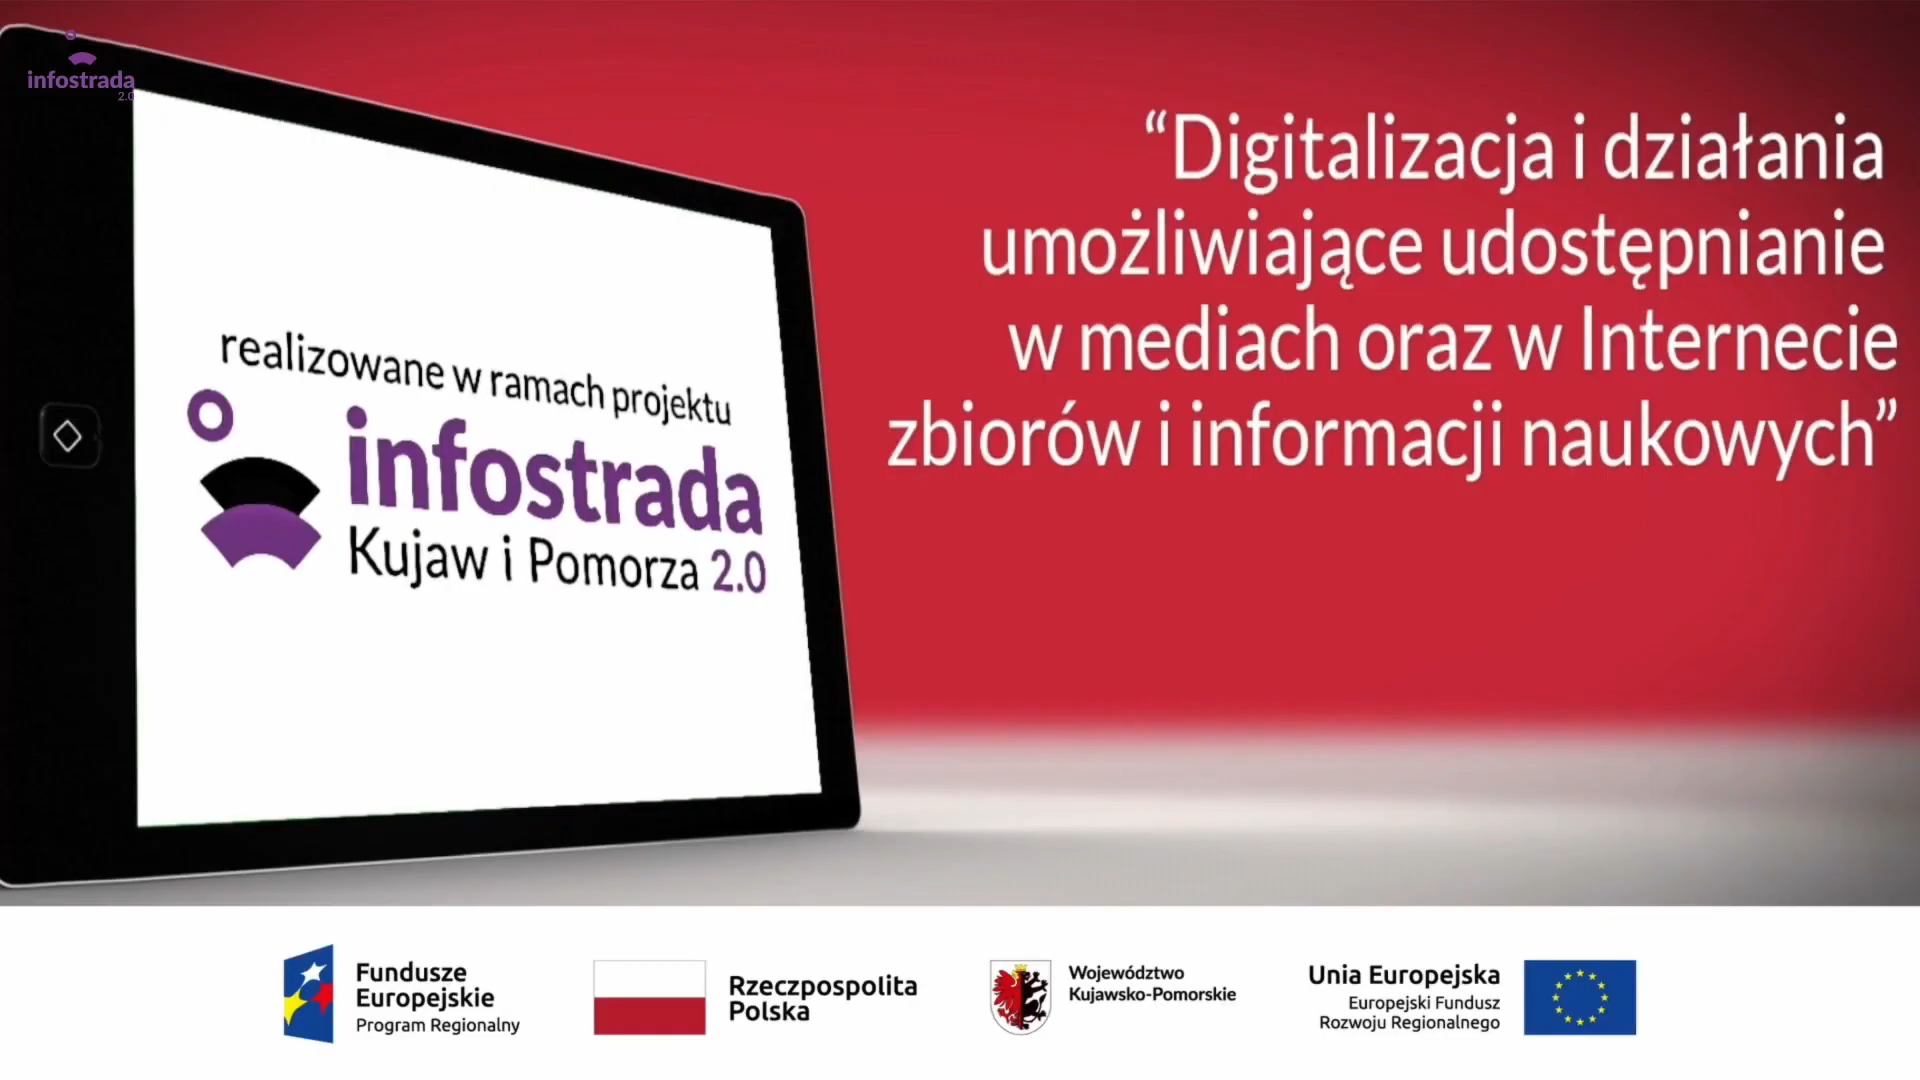 infostrada
2.0
“Digitalizacja i działania
umożliwiające udostępnianie
w mediach oraz w Internecie
zbiorów i informacji naukowych”
realizowane w ramach projektu
infostrada
Kujaw i Pomorza 2.0
Fundusze
Europejskie
Program Regionalny
Rzeczpospolita
Polska
Województwo
Kujawsko-Pomorskie
Unia Europejska
Europejski Fundusz
Rozwoju Regionalnego